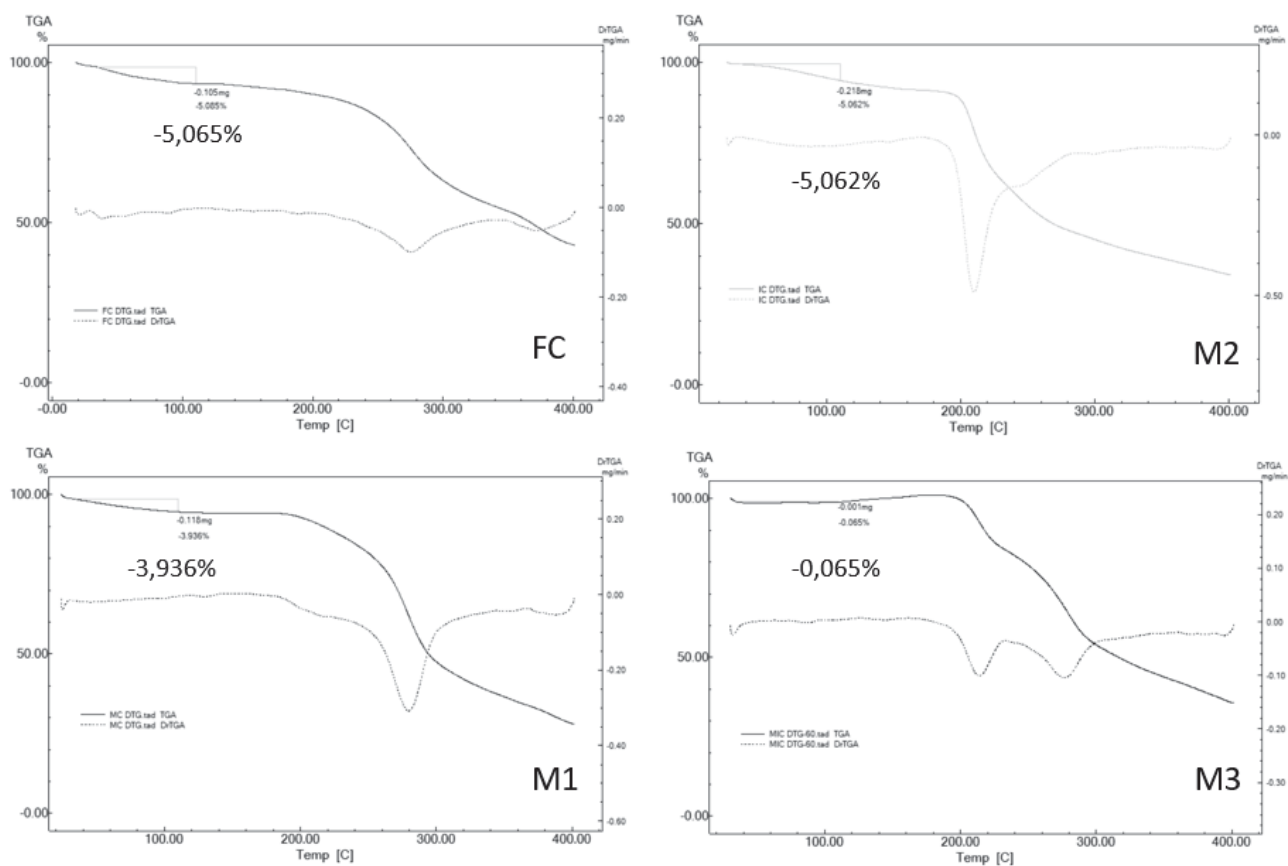 TGA
%
DrTGA
mg/min
100.00
50.00
-0.00
0.20
0.00
-0.20
-0.40
-0.105mg
-5.085%
-5,065%
FC DTG.tad TGA
FC DTG.tad DrTGA
FC
-0.00
100.00
200.00
300.00
400.00
Temp [C]
TGA
%
DrTGA
mg/min
100.00
50.00
-0.00
0.00
-0.50
-0.218mg
-5.062%
-5,062%
IC DTG.tad TGA
IC DTG.tad DrTGA
M2
100.00
200.00
300.00
400.00
Temp [C]
TGA
%
DrTGA
mg/min
100.00
50.00
0.00
0.20
0.00
-0.20
-0.40
-0.60
-0.118mg
-3.936%
-3,936%
MC DTG.tad TGA
MC DTG.tad DrTGA
M1
100.00
200.00
300.00
400.00
Temp [C]
TGA
%
DrTGA
mg/min
100.00
50.00
-0.00
0.20
0.10
0.00
-0.10
-0.20
-0.30
-0.001mg
-0.065%
-0,065%
MIC DTG-60.tad TGA
MIC DTG-60.tad DrTGA
M3
100.00
200.00
300.00
400.00
Temp [C]